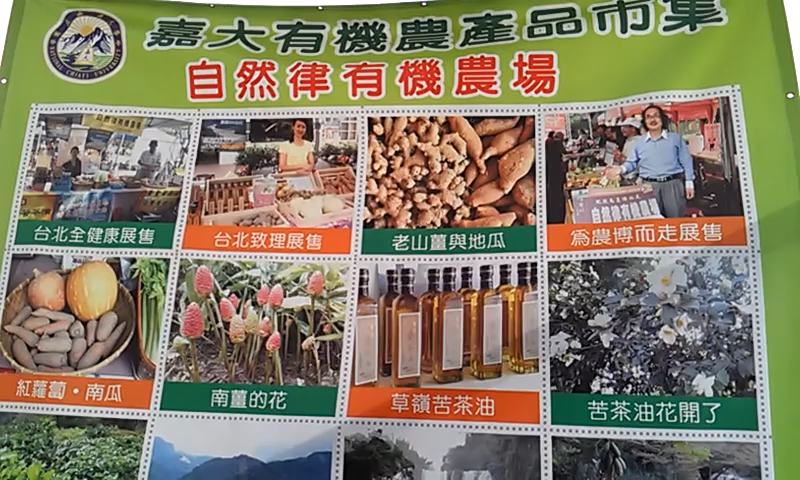 嘉大有機農產品市集
自然律有機農場
NATIONAL CHIAYI UNIVERSITY
台北全健康展售
台北致理展售
老山薑與地瓜
為農博而走展售
自然律有機農場
紅蘿蔔·南瓜
南薑的花
草嶺苦茶油
苦茶油花開了